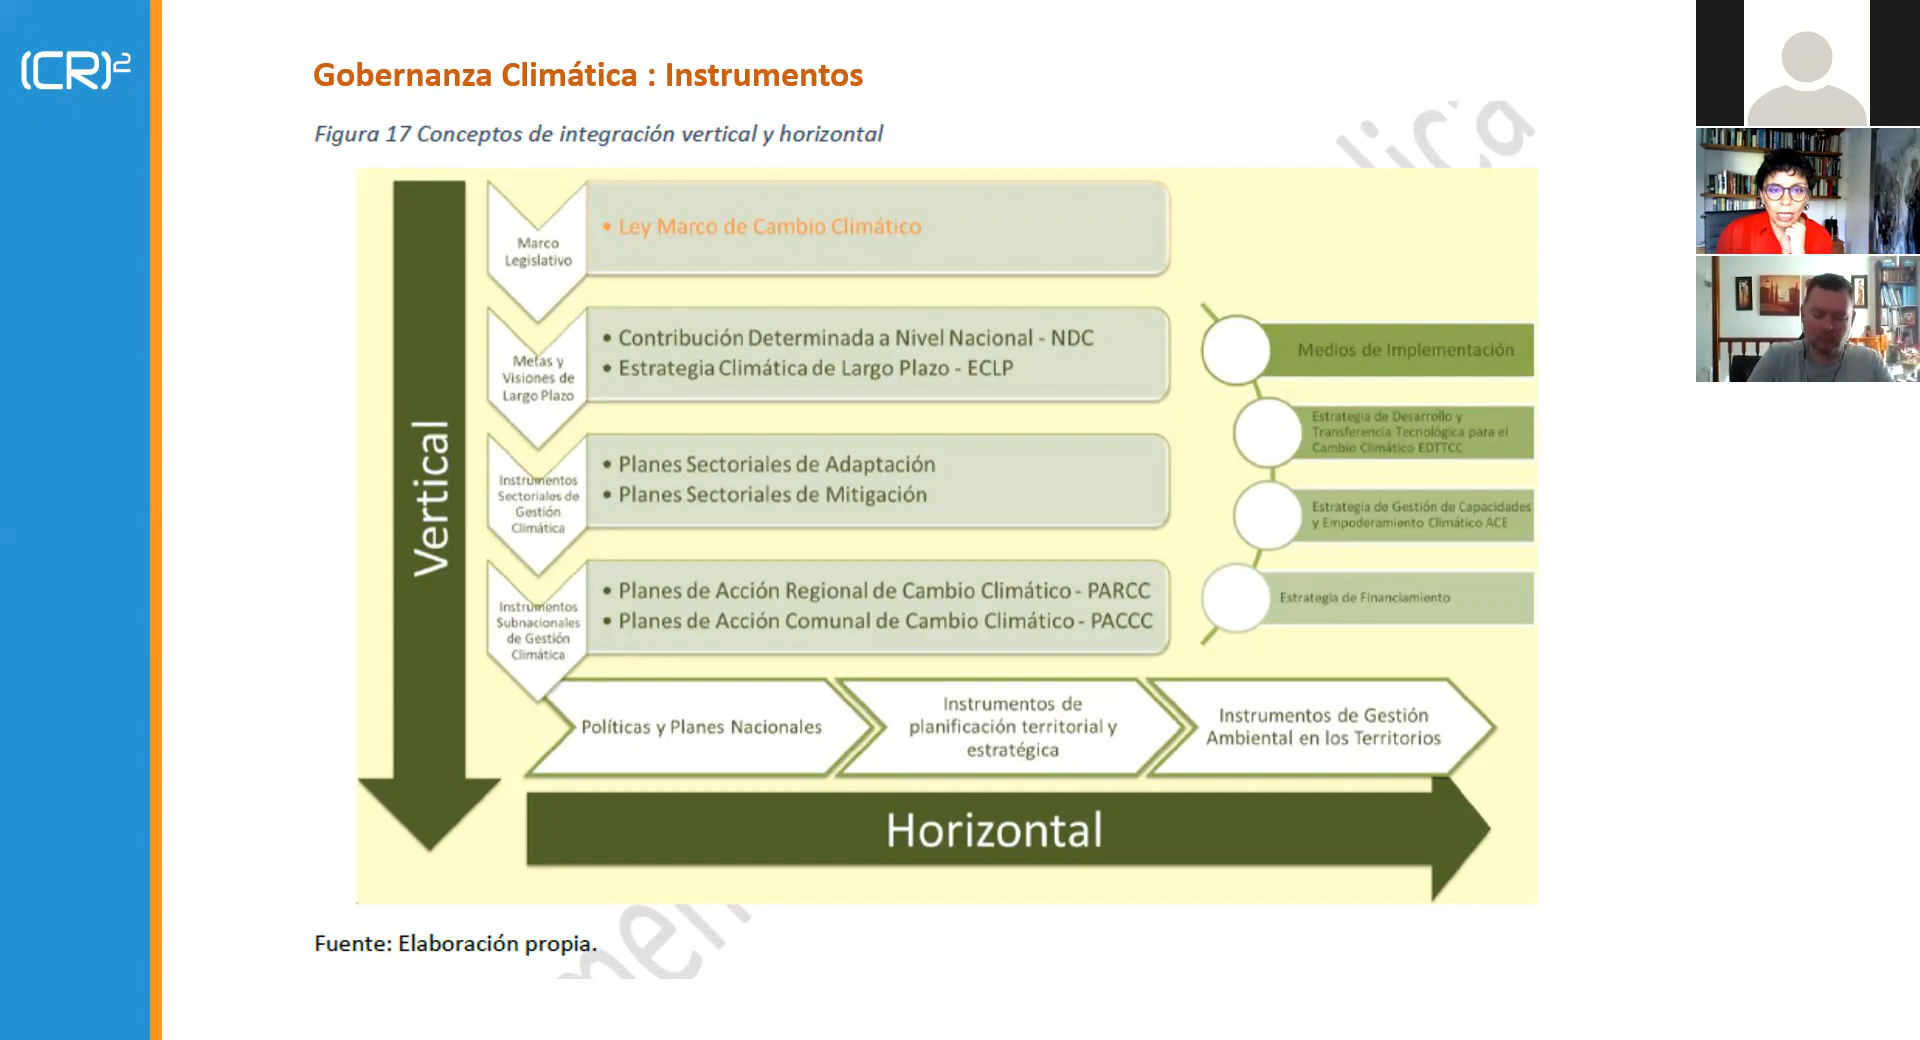 (CR)²
Gobernanza Climática : Instrumentos
Figura 17 Conceptos de integración vertical y horizontal
Vertical
Marco
Legislativo
• Ley Marco de Cambio Climático
Metas y
Visiones de
Largo Plazo
• Contribución Determinada a Nivel Nacional - NDC
• Estrategia Climática de Largo Plazo - ECLP
Instrumentos
Sectoriales de
Gestión
Climática
• Planes Sectoriales de Adaptación
• Planes Sectoriales de Mitigación
Instrumentos
Subnacionales
de Gestión
Climática
• Planes de Acción Regional de Cambio Climático - PARCC
• Planes de Acción Comunal de Cambio Climático - PACCC
Medios de Implementación
Estrategia de Desarrollo y
Transferencia Tecnológica para el
Cambio Climático EDTTCC
Estrategia de Gestión de Capacidades
y Empoderamiento Climático ACE
Estrategia de Financiamiento
Políticas y Planes Nacionales
Instrumentos de
planificación territorial y
estratégica
Instrumentos de Gestión
Ambiental en los Territorios
Horizontal
Fuente: Elaboración propia.